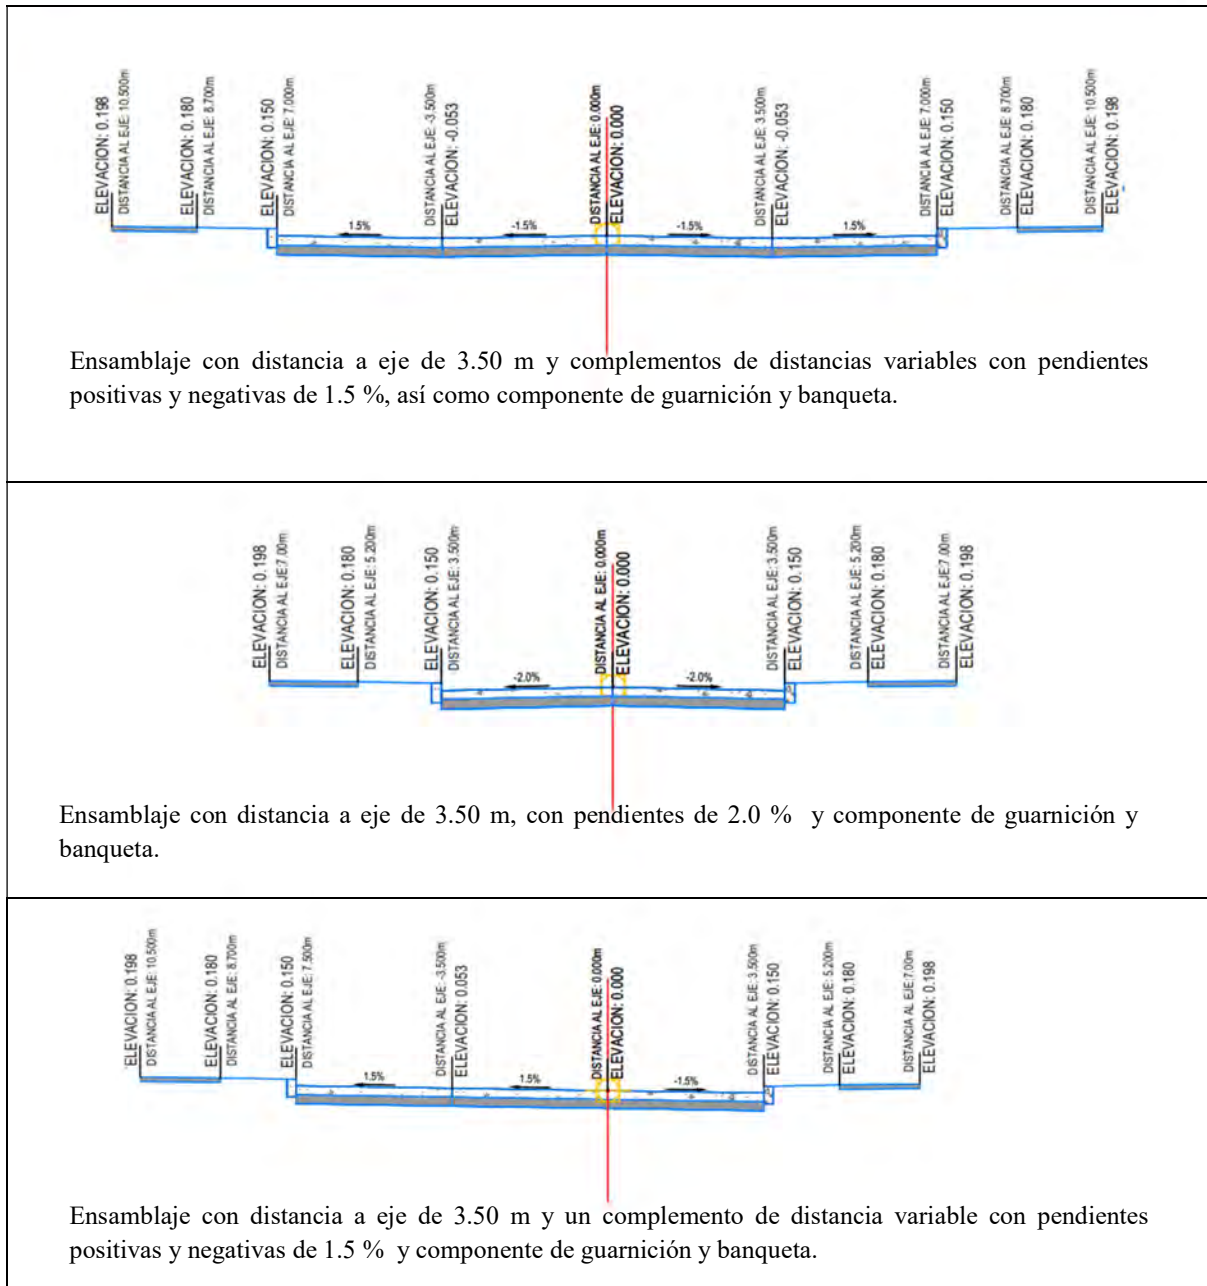 ELEVACION: 0.198
DISTANCIA AL EJE: 10.500m
ELEVACION: 0.180
DISTANCIA AL EJE: 8.700m
ELEVACION: 0.150
DISTANCIA AL EJE: 7.000m
DISTANCIA AL EJE: -3.500m
ELEVACION: -0.053
DISTANCIA AL EJE: 0.000m
ELEVACION: 0.000
DISTANCIA AL EJE: 3.500m
ELEVACION: -0.053
DISTANCIA AL EJE: 7.000m
ELEVACION: 0.150
DISTANCIA AL EJE: 8.700m
ELEVACION: 0.180
DISTANCIA AL EJE: 10.500m
ELEVACION: 0.198
1.5%
-1.5%
-1.5%
1.5%
Ensamblaje con distancia a eje de 3.50 m y complementos de distancias variables con pendientes
positivas y negativas de 1.5 %, así como componente de guarnición y banqueta.
ELEVACION: 0.198
DISTANCIA AL EJE:7.00m
ELEVACION: 0.180
DISTANCIA AL EJE: 5.200m
ELEVACION: 0.150
DISTANCIA AL EJE: 3.500m
DISTANCIA AL EJE: 0.000m
ELEVACION: 0.000
DISTANCIA AL EJE: 3.500m
ELEVACION: 0.150
DISTANCIA AL EJE: 5.200m
ELEVACION: 0.180
DISTANCIA AL EJE:7.00m
ELEVACION: 0.198
-2.0%
-2.0%
Ensamblaje con distancia a eje de 3.50 m, con pendientes de 2.0 % y componente de guarnición y
banqueta.
ELEVACION: 0.198
DISTANCIA AL EJE: 10.500m
ELEVACION: 0.180
DISTANCIA AL EJE: 8.700m
ELEVACION: 0.150
DISTANCIA AL EJE: 7.500m
DISTANCIA AL EJE: -3.500m
ELEVACION: 0.053
DISTANCIA AL EJE: 0.000m
ELEVACION: 0.000
DISTANCIA AL EJE: 3.500m
ELEVACION: 0.150
DISTANCIA AL EJE: 5.200m
ELEVACION: 0.180
DISTANCIA AL EJE:7.00m
ELEVACION: 0.198
1.5%
1.5%
-1.5%
Ensamblaje con distancia a eje de 3.50 m y un complemento de distancia variable con pendientes
positivas y negativas de 1.5 % y componente de guarnición y banqueta.